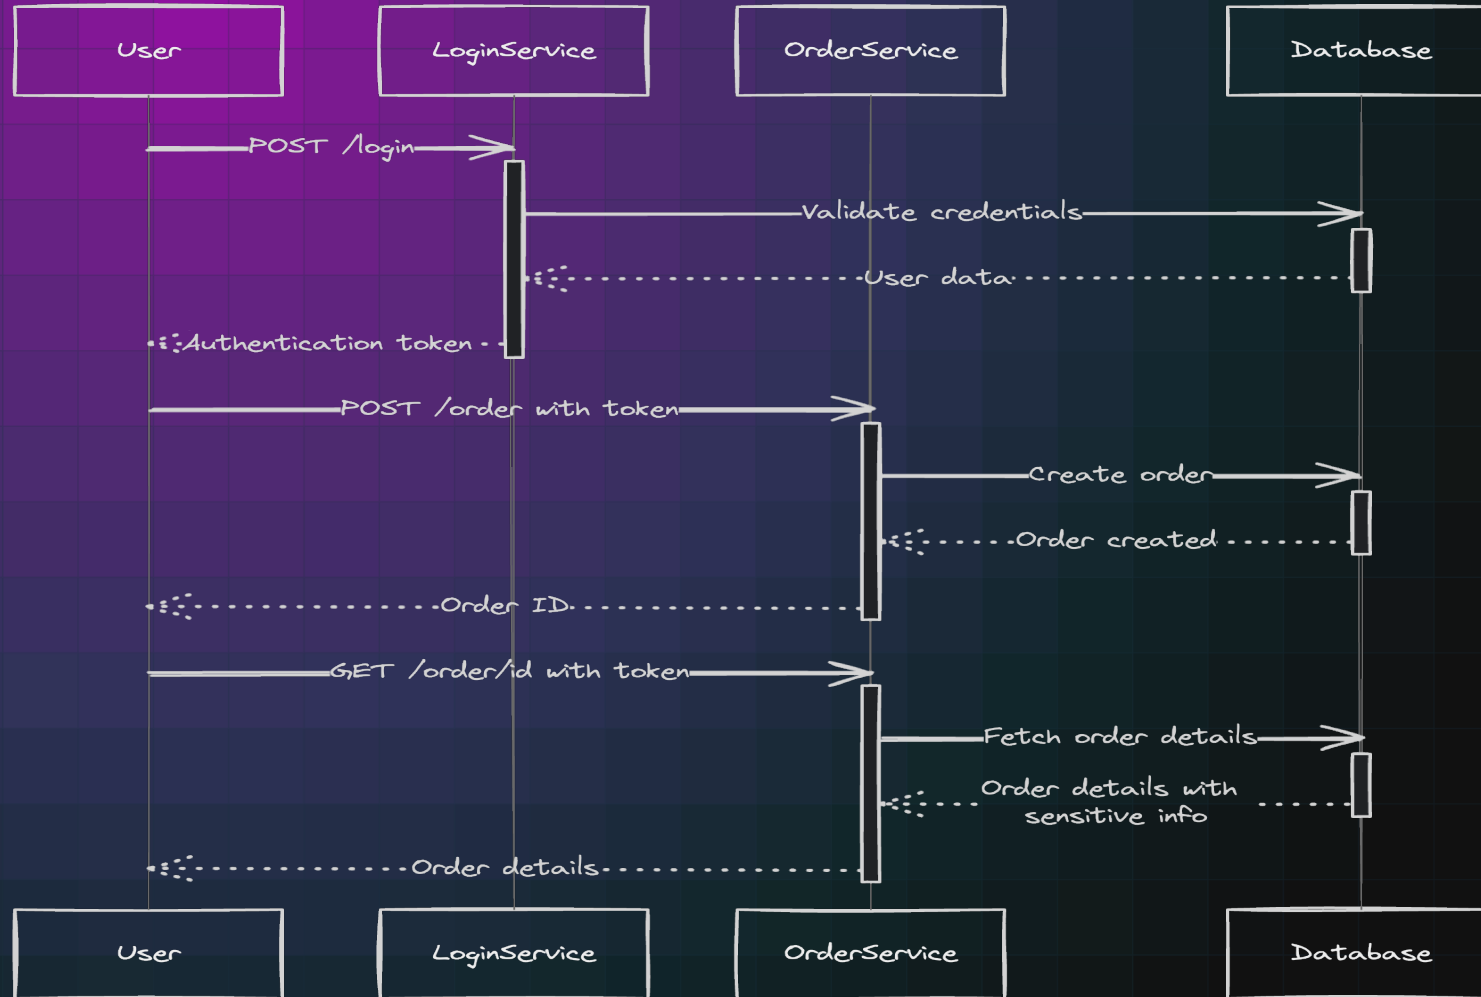 User
LoginService
OrderService
Database
POST /login
Validate credentials
User data
Authentication token
POST /order with token
Create order
Order created
Order ID
GET /order/id with token
Fetch order details
Order details with
sensitive info
Order details
User
LoginService
OrderService
Database